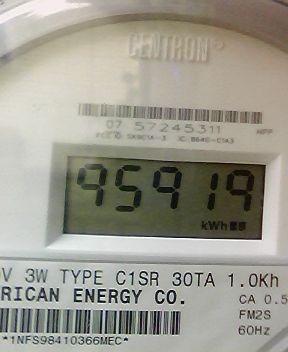 CENTRON
07 57245311 HPP
95919
kWh
V 3W TYPE C1SR 30TA 1.0Kh
RICAN ENERGY CO.
CA 0.5
FM2S
60Hz
*1NFS98410366MEC*